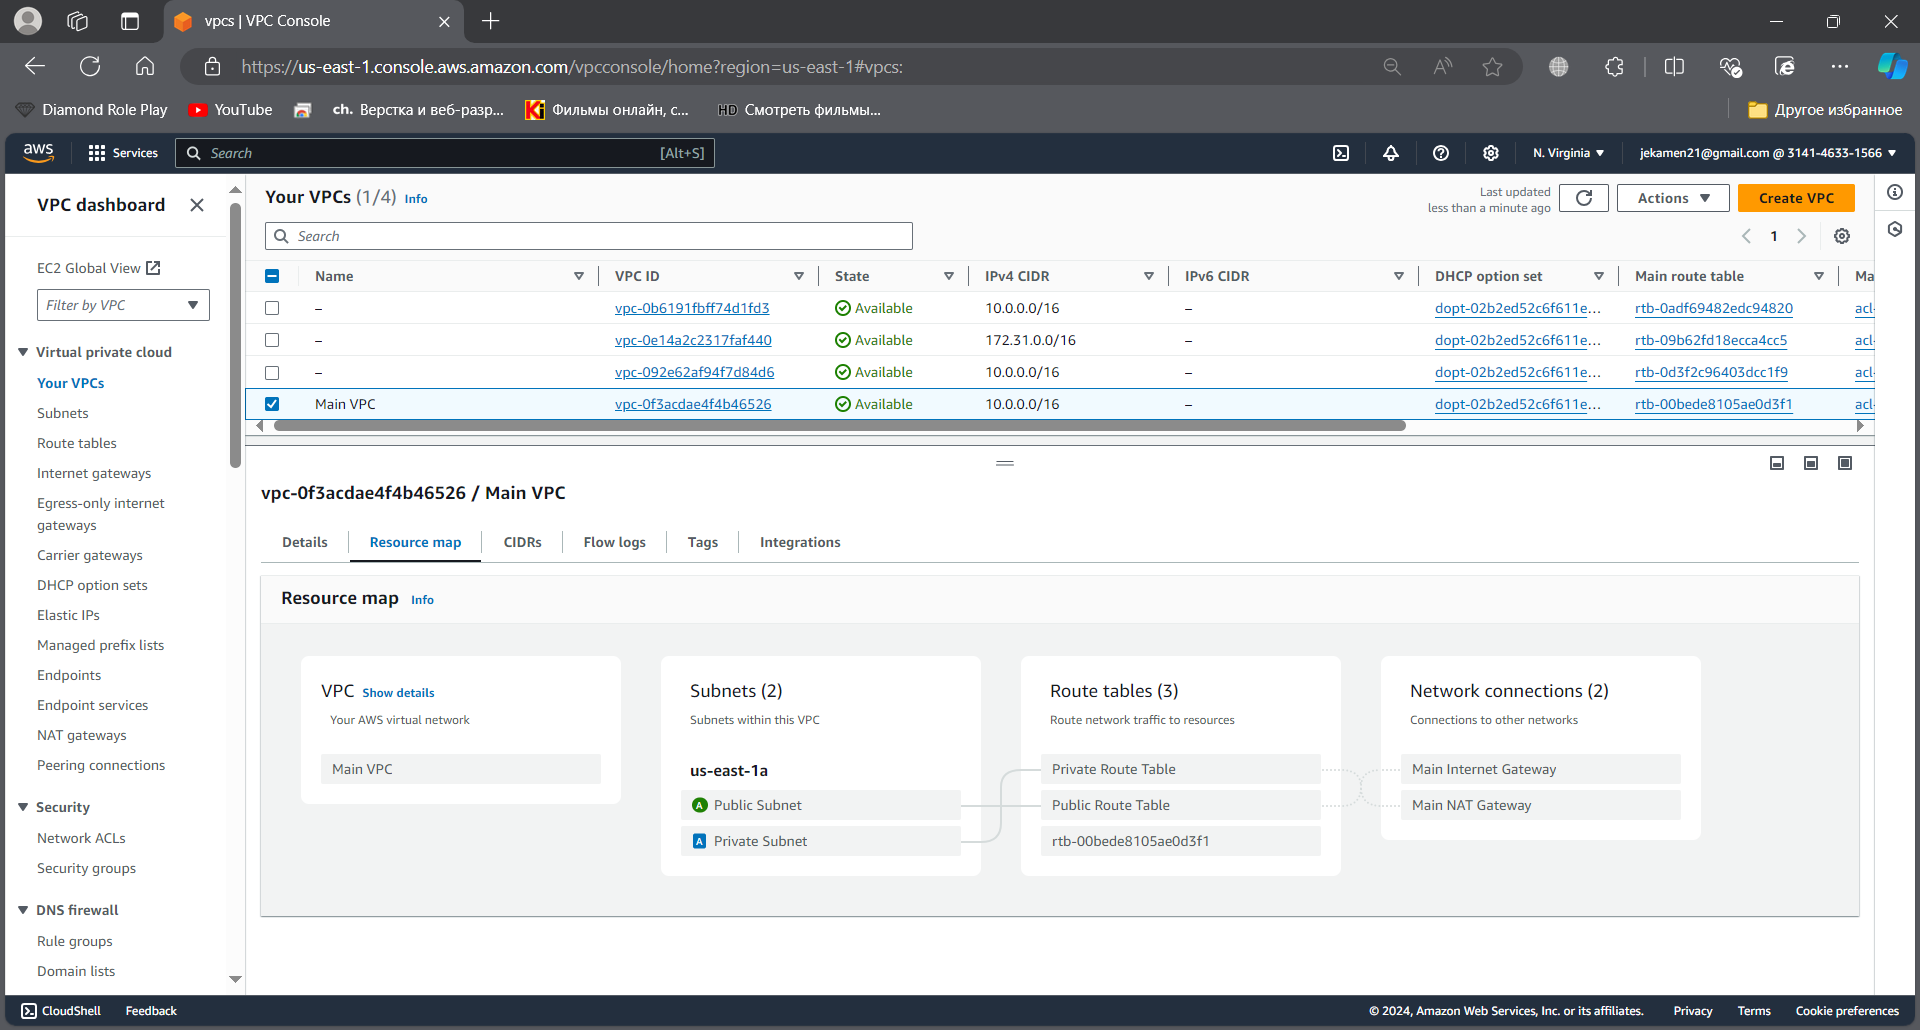 vpcs | VPC Console
https://us-east-1.console.aws.amazon.com/vpcconsole/home?region=us-east-1#vpcs:
Diamond Role Play YouTube ch. Верстка и веб-разр... Фильмы онлайн, с... HD Смотреть фильмы... Другое избранное
aws Services Search [Alt+S] N. Virginia jekamen21@gmail.com @ 3141-4633-1566
VPC dashboard
EC2 Global View
Filter by VPC
Virtual private cloud
Your VPCs
Subnets
Route tables
Internet gateways
Egress-only internet
gateways
Carrier gateways
DHCP option sets
Elastic IPs
Managed prefix lists
Endpoints
Endpoint services
NAT gateways
Peering connections
Security
Network ACLs
Security groups
DNS firewall
Rule groups
Domain lists
Your VPCs (1/4) Info
Last updated
less than a minute ago
Actions
Create VPC
Search
1
Name VPC ID State IPv4 CIDR IPv6 CIDR DHCP option set Main route table Ma
– vpc-0b6191fbff74d1fd3 Available 10.0.0.0/16 – dopt-02b2ed52c6f611e... rtb-0adf69482edc94820 acl-
– vpc-0e14a2c2317faf440 Available 172.31.0.0/16 – dopt-02b2ed52c6f611e... rtb-09b62fd18ecca4cc5 acl-
– vpc-092e62af94f7d84d6 Available 10.0.0.0/16 – dopt-02b2ed52c6f611e... rtb-0d3f2c96403dcc1f9 acl-
Main VPC vpc-0f3acdae4f4b46526 Available 10.0.0.0/16 – dopt-02b2ed52c6f611e... rtb-00bede8105ae0d3f1 acl-
vpc-0f3acdae4f4b46526 / Main VPC
Details Resource map CIDRs Flow logs Tags Integrations
Resource map Info
VPC Show details
Your AWS virtual network
Main VPC
Subnets (2)
Subnets within this VPC
us-east-1a
A Public Subnet
A Private Subnet
Route tables (3)
Route network traffic to resources
Private Route Table
Public Route Table
rtb-00bede8105ae0d3f1
Network connections (2)
Connections to other networks
Main Internet Gateway
Main NAT Gateway
CloudShell Feedback © 2024, Amazon Web Services, Inc. or its affiliates. Privacy Terms Cookie preferences